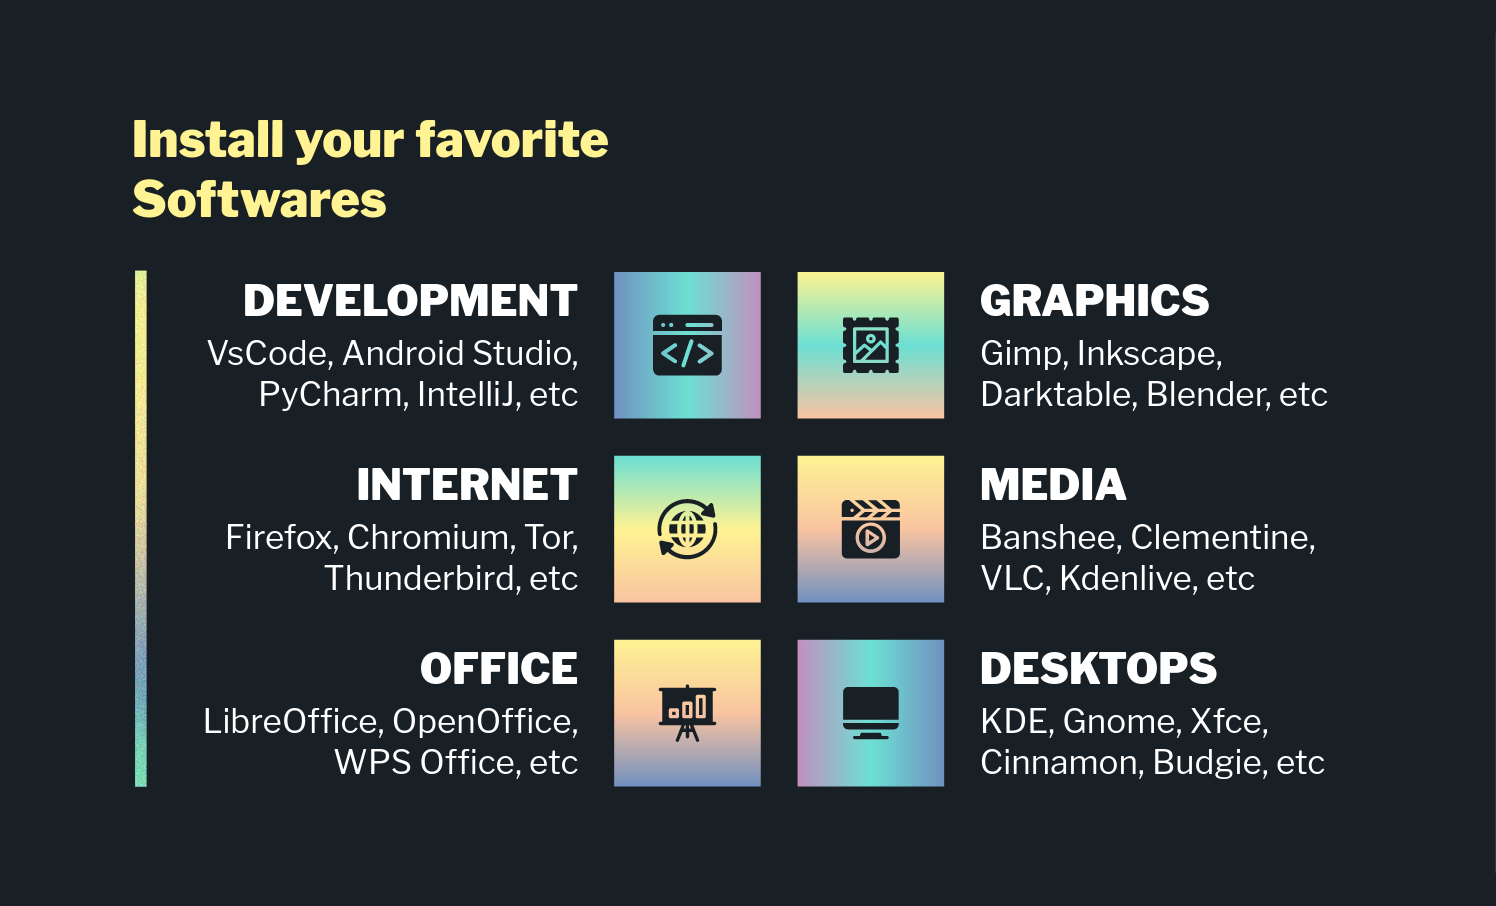 Install your favorite
Softwares
DEVELOPMENT
VsCode, Android Studio,
PyCharm, IntelliJ, etc
GRAPHICS
Gimp, Inkscape,
Darktable, Blender, etc
INTERNET
Firefox, Chromium, Tor,
Thunderbird, etc
MEDIA
Banshee, Clementine,
VLC, Kdenlive, etc
OFFICE
LibreOffice, OpenOffice,
WPS Office, etc
DESKTOPS
KDE, Gnome, Xfce,
Cinnamon, Budgie, etc